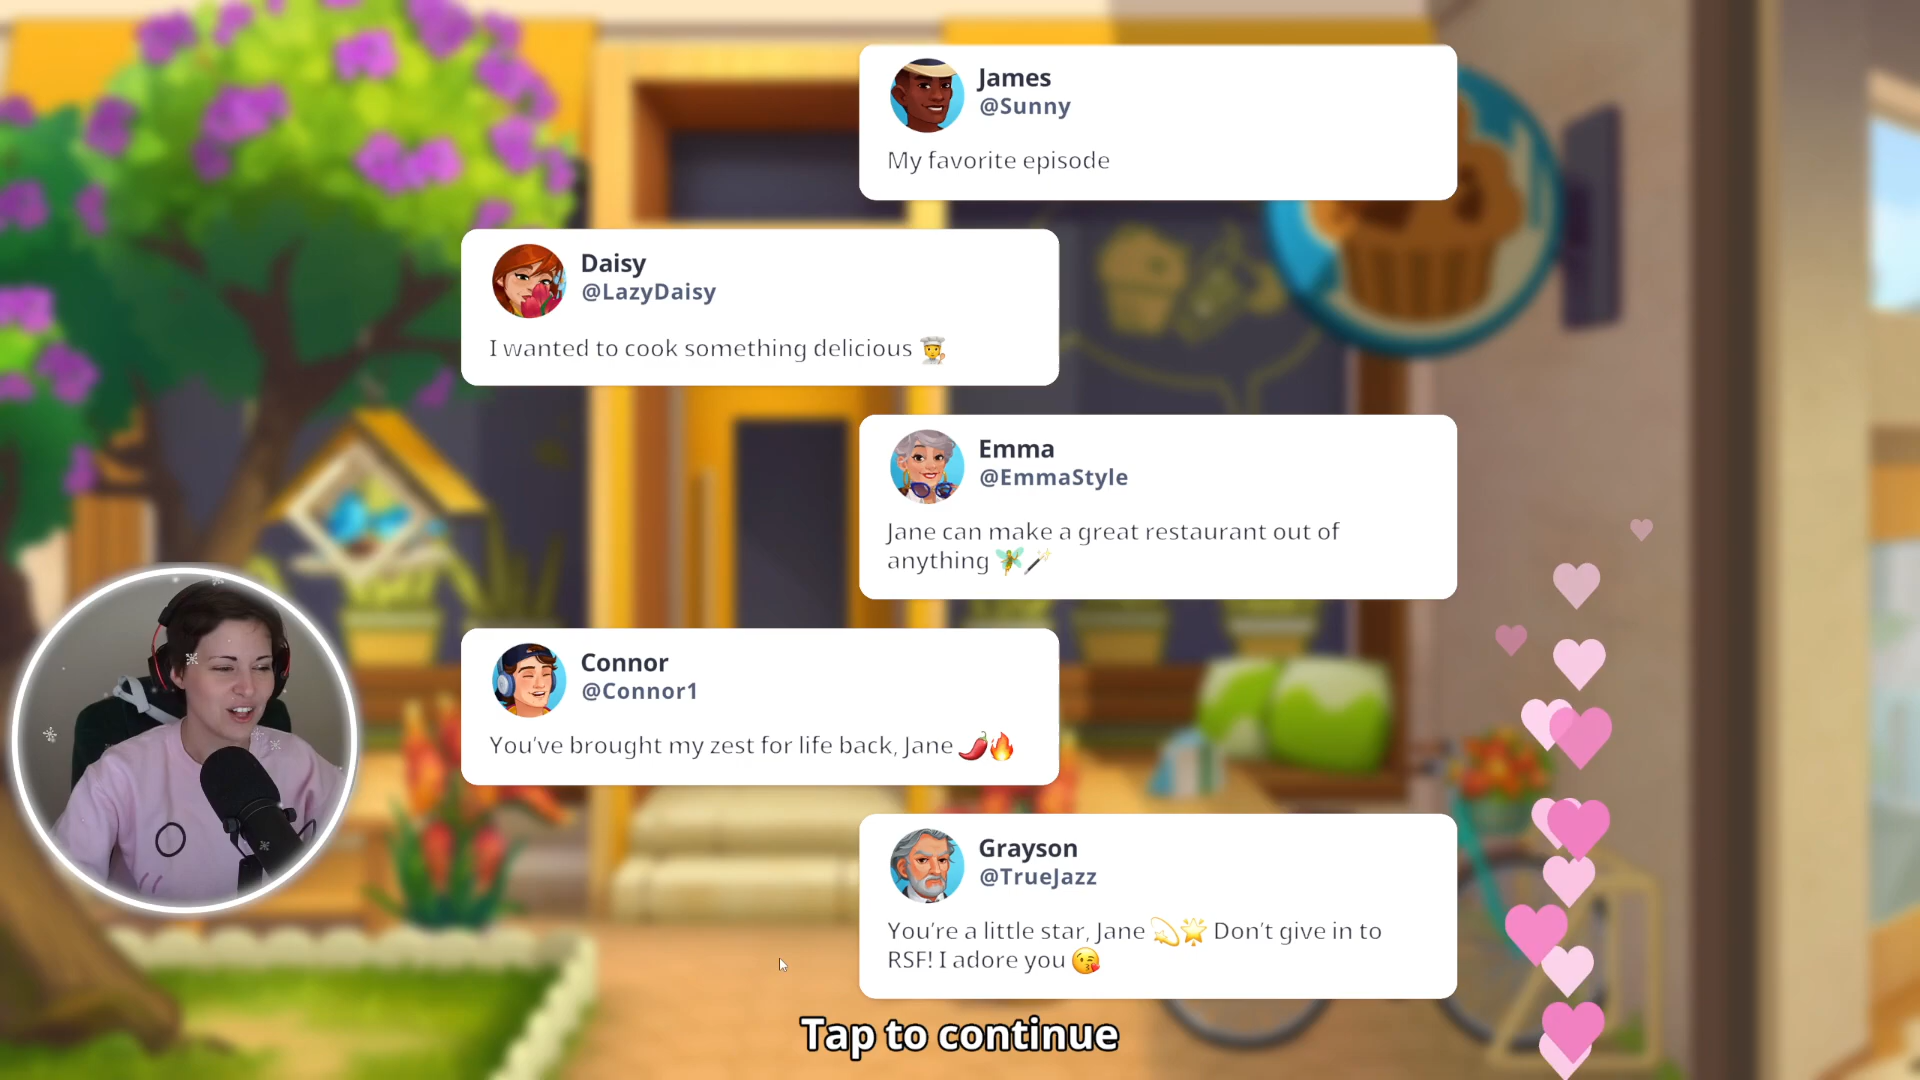 James
@Sunny
My favorite episode
Daisy
@LazyDaisy
I wanted to cook something delicious 🧑‍🍳
Emma
@EmmaStyle
Jane can make a great restaurant out of
anything 🧚🪄
Connor
@Connor1
You've brought my zest for life back, Jane 🌶️🔥
Grayson
@TrueJazz
You're a little star, Jane 💫🌟 Don't give in to
RSF! I adore you 😘
Tap to continue